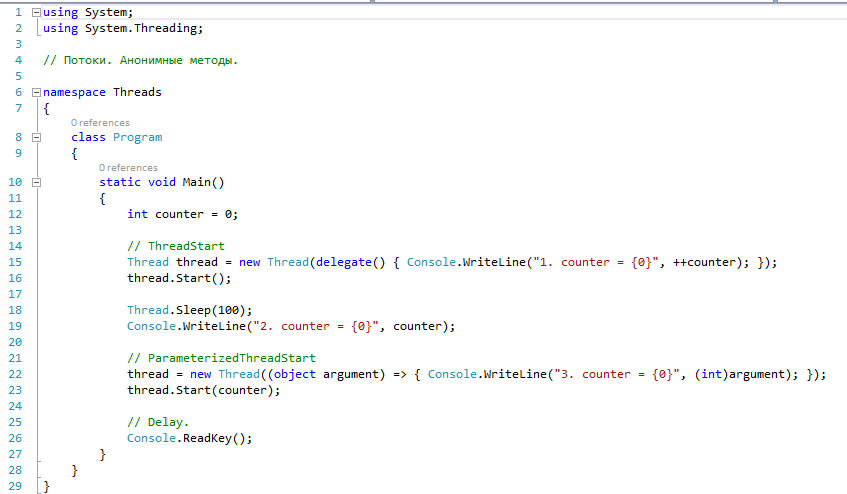 1 using System;
2 using System.Threading;
3
4 // Потоки. Анонимные методы.
5
6 namespace Threads
7 {
0 references
8 class Program
9 {
0 references
10 static void Main()
11 {
12 int counter = 0;
13
14 // ThreadStart
15 Thread thread = new Thread(delegate() { Console.WriteLine("1. counter = {0}", ++counter); });
16 thread.Start();
17
18 Thread.Sleep(100);
19 Console.WriteLine("2. counter = {0}", counter);
20
21 // ParameterizedThreadStart
22 thread = new Thread((object argument) => { Console.WriteLine("3. counter = {0}", (int)argument); });
23 thread.Start(counter);
24
25 // Delay.
26 Console.ReadKey();
27 }
28 }
29 }